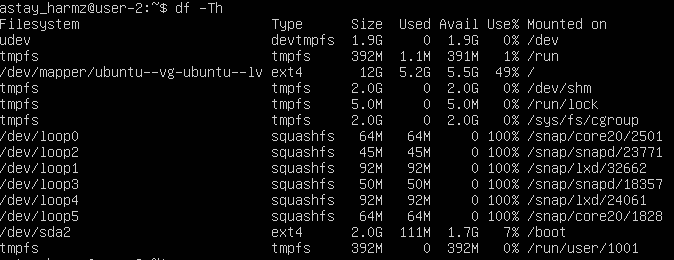 astay_harmz@user-2:~$ df -Th
Filesystem Type Size Used Avail Use% Mounted on
udev devtmpfs 1.9G 0 1.9G 0% /dev
tmpfs tmpfs 392M 1.1M 391M 1% /run
/dev/mapper/ubuntu--vg-ubuntu--lv ext4 12G 5.2G 5.5G 49% /
tmpfs tmpfs 2.0G 0 2.0G 0% /dev/shm
tmpfs tmpfs 5.0M 0 5.0M 0% /run/lock
tmpfs tmpfs 2.0G 0 2.0G 0% /sys/fs/cgroup
/dev/loop0 squashfs 64M 64M 0 100% /snap/core20/2501
/dev/loop2 squashfs 45M 45M 0 100% /snap/snapd/23771
/dev/loop1 squashfs 92M 92M 0 100% /snap/lxd/32662
/dev/loop3 squashfs 50M 50M 0 100% /snap/snapd/18357
/dev/loop4 squashfs 92M 92M 0 100% /snap/lxd/24061
/dev/loop5 squashfs 64M 64M 0 100% /snap/core20/1828
/dev/sda2 ext4 2.0G 111M 1.7G 7% /boot
tmpfs tmpfs 392M 0 392M 0% /run/user/1001